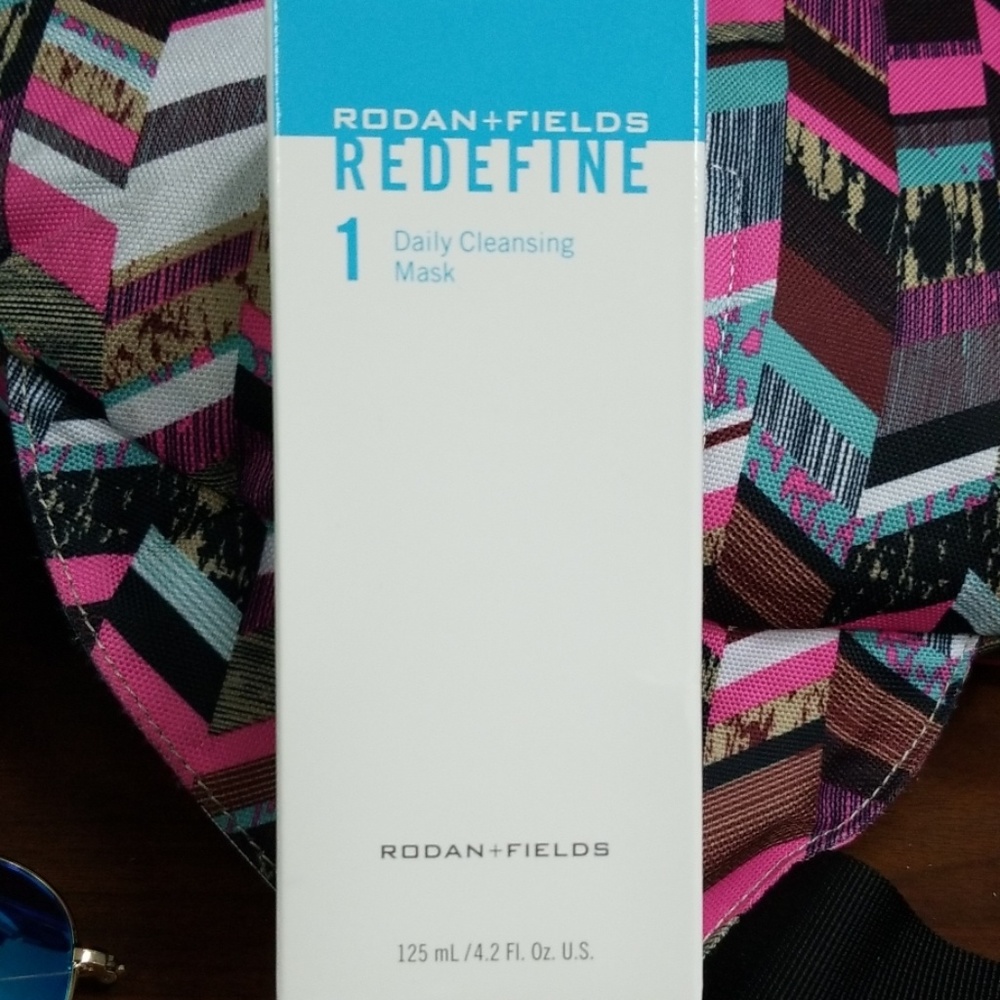 RODAN+FIELDS
REDEFINE
1 Daily Cleansing
Mask
RODAN+FIELDS
125 mL / 4.2 Fl. Oz. U.S.